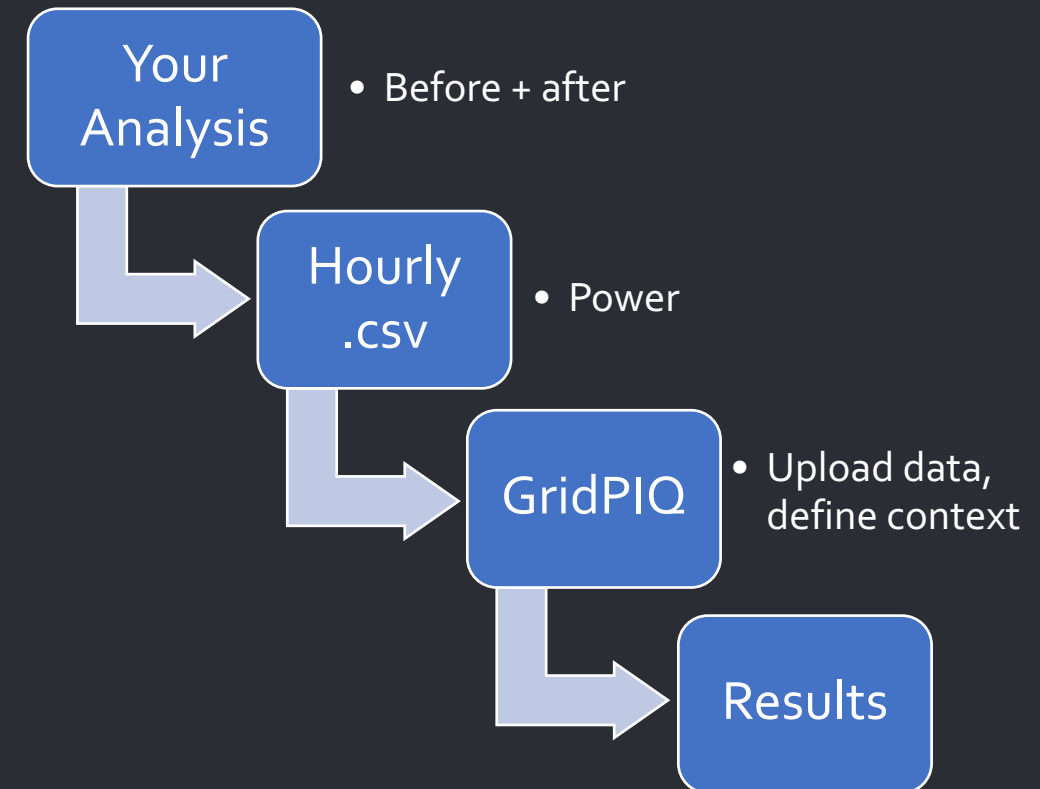 Your
Analysis
• Before + after
Hourly
.csv
• Power
GridPIQ
• Upload data,
define context
Results